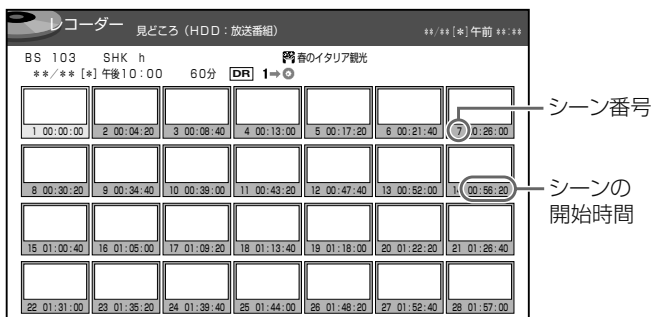 レコーダー 見どころ（HDD：放送番組） **/**[*]午前 **:**
BS 103 SHK h 春のイタリア観光
**/** [*] 午後10:00 60分 DR 1➡
1 00:00:00 2 00:04:20 3 00:08:40 4 00:13:00 5 00:17:20 6 00:21:40 7 00:26:00
シーン番号
8 00:30:20 9 00:34:40 10 00:39:00 11 00:43:20 12 00:47:40 13 00:52:00 14 00:56:20
シーンの
開始時間
15 01:00:40 16 01:05:00 17 01:09:20 18 01:13:40 19 01:18:00 20 01:22:20 21 01:26:40
22 01:31:00 23 01:35:20 24 01:39:40 25 01:44:00 26 01:48:20 27 01:52:40 28 01:57:00